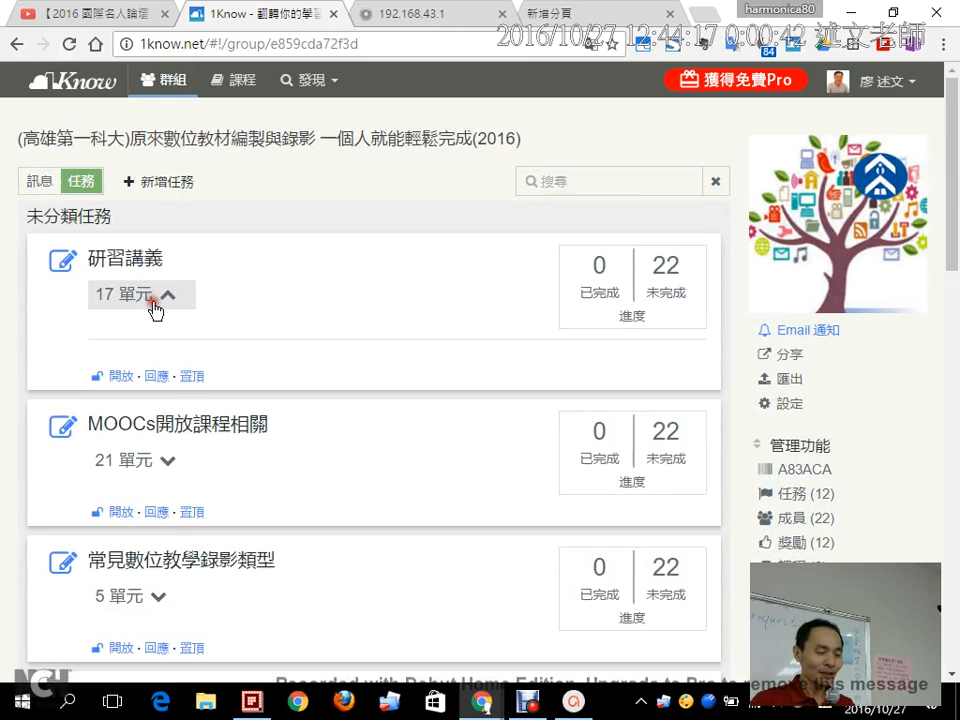 harmonica80
【2016 國際名人論壇
1Know - 翻轉你的學習
192.168.43.1
新增分頁
1know.net/#!/group/e859cda72f3d
2016/10/27 12:44:17 0:00:42 述文老師
84
1Know
群組
課程
發現
獲得免費Pro
廖 述文
(高雄第一科大)原來數位教材編製與錄影 一個人就能輕鬆完成(2016)
訊息
任務
新增任務
搜尋
未分類任務
研習講義
17 單元
0
22
已完成
未完成
進度
開放・回應・置頂
MOOCs開放課程相關
21 單元
0
22
已完成
未完成
進度
開放・回應・置頂
常見數位教學錄影類型
5 單元
0
22
已完成
未完成
進度
開放・回應・置頂
Email 通知
分享
匯出
設定
管理功能
A83ACA
任務 (12)
成員 (22)
獎勵 (12)
NCH
Recorded with Debut Home Edition. Upgrade to Pro to remove this message
2016/10/27